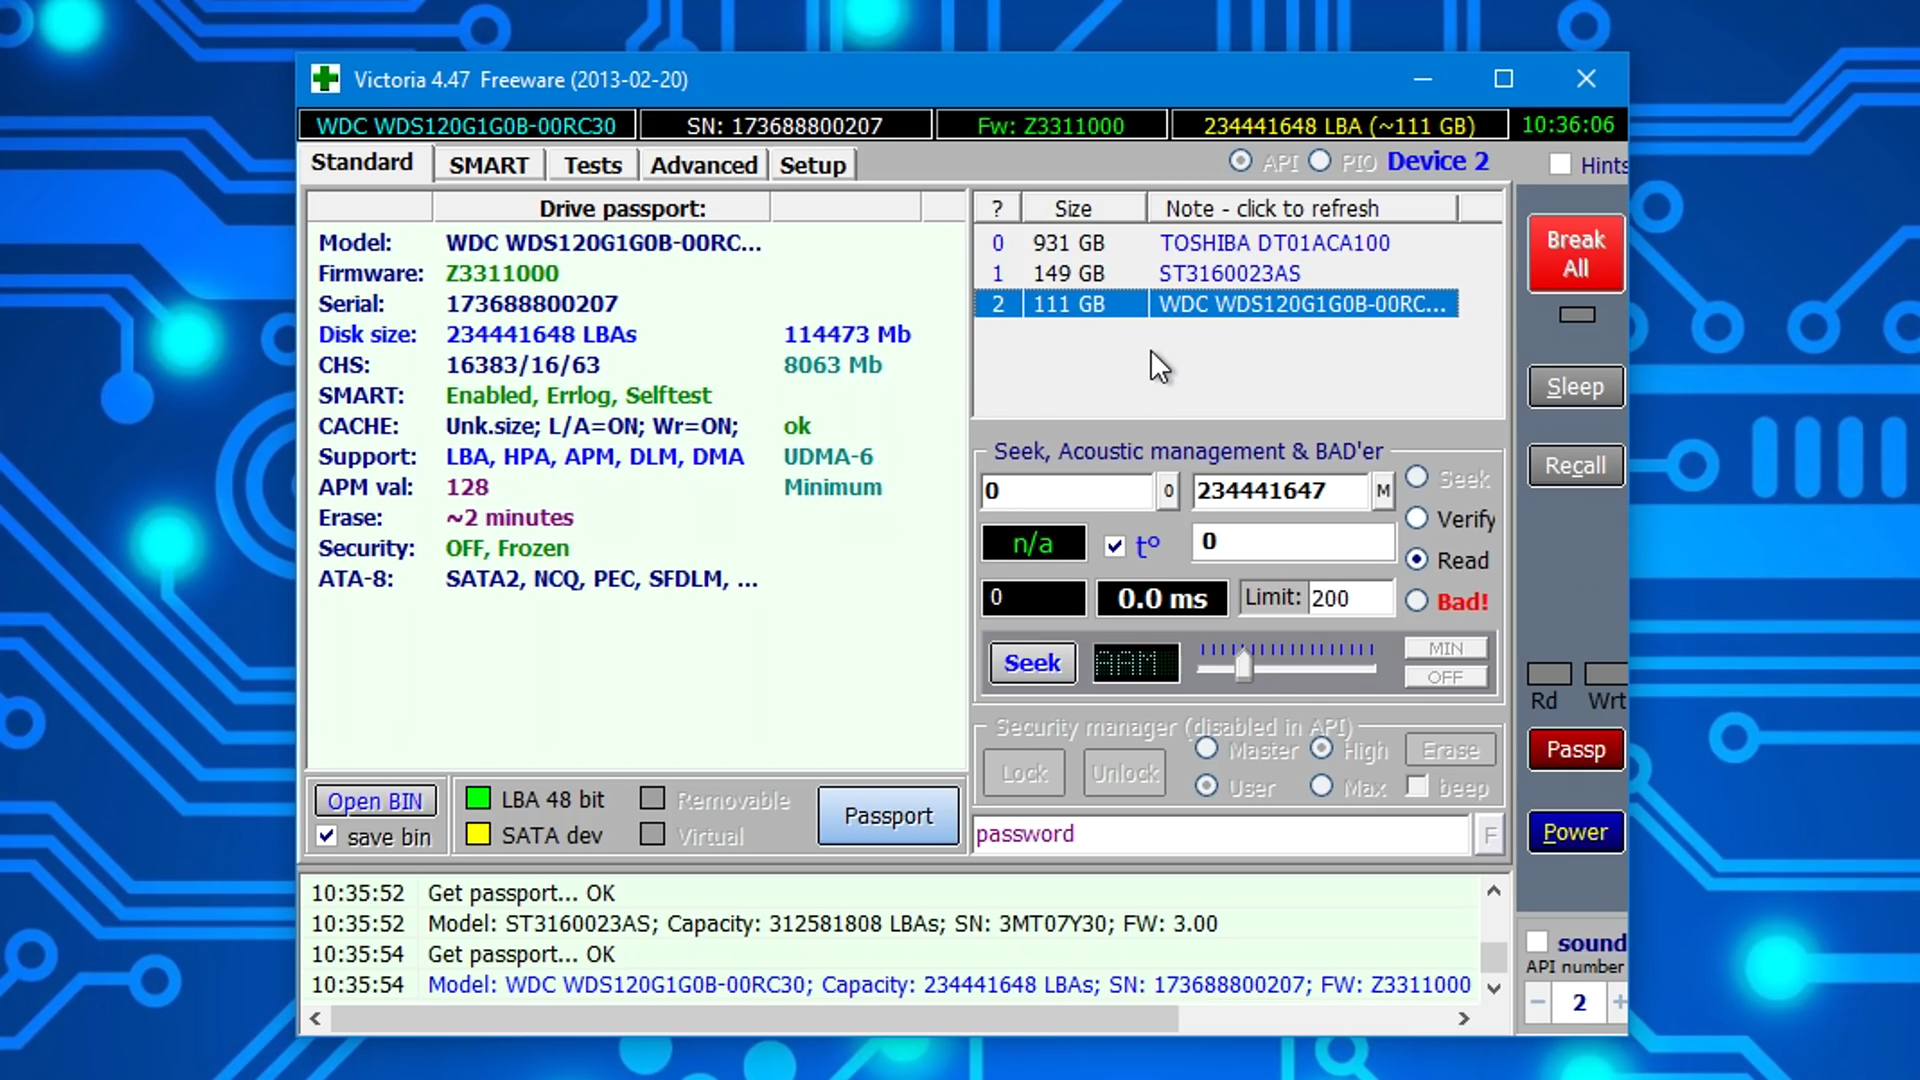 Victoria 4.47 Freeware (2013-02-20)
WDC WDS120G1G0B-00RC30 SN: 173688800207 Fw: Z3311000 234441648 LBA (~111 GB) 10:36:06
Standard SMART Tests Advanced Setup API PIO Device 2 Hints
Drive passport:
Model: WDC WDS120G1G0B-00RC...
Firmware: Z3311000
Serial: 173688800207
Disk size: 234441648 LBAs 114473 Mb
CHS: 16383/16/63 8063 Mb
SMART: Enabled, Errlog, Selftest
CACHE: Unk.size; L/A=ON; Wr=ON; ok
Support: LBA, HPA, APM, DLM, DMA UDMA-6
APM val: 128 Minimum
Erase: ~2 minutes
Security: OFF, Frozen
ATA-8: SATA2, NCQ, PEC, SFDLM, ...
? Size Note - click to refresh
0 931 GB TOSHIBA DT01ACA100
1 149 GB ST3160023AS
2 111 GB WDC WDS120G1G0B-00RC...
Seek, Acoustic management & BAD'er
0 0 234441647 M Seek
n/a t° 0 Verify
Read
0 0.0 ms Limit: 200 Bad!
Seek AAM MIN
OFF
Security manager (disabled in API)
Lock Unlock Master High Erase
User Max beep
password F
Open BIN LBA 48 bit Removable Passport
save bin SATA dev Virtual
Break
All
Sleep
Recall
Rd Wrt
Passp
Power
sound
API number
− 2 +
10:35:52 Get passport... OK
10:35:52 Model: ST3160023AS; Capacity: 312581808 LBAs; SN: 3MT07Y30; FW: 3.00
10:35:54 Get passport... OK
10:35:54 Model: WDC WDS120G1G0B-00RC30; Capacity: 234441648 LBAs; SN: 173688800207; FW: Z3311000